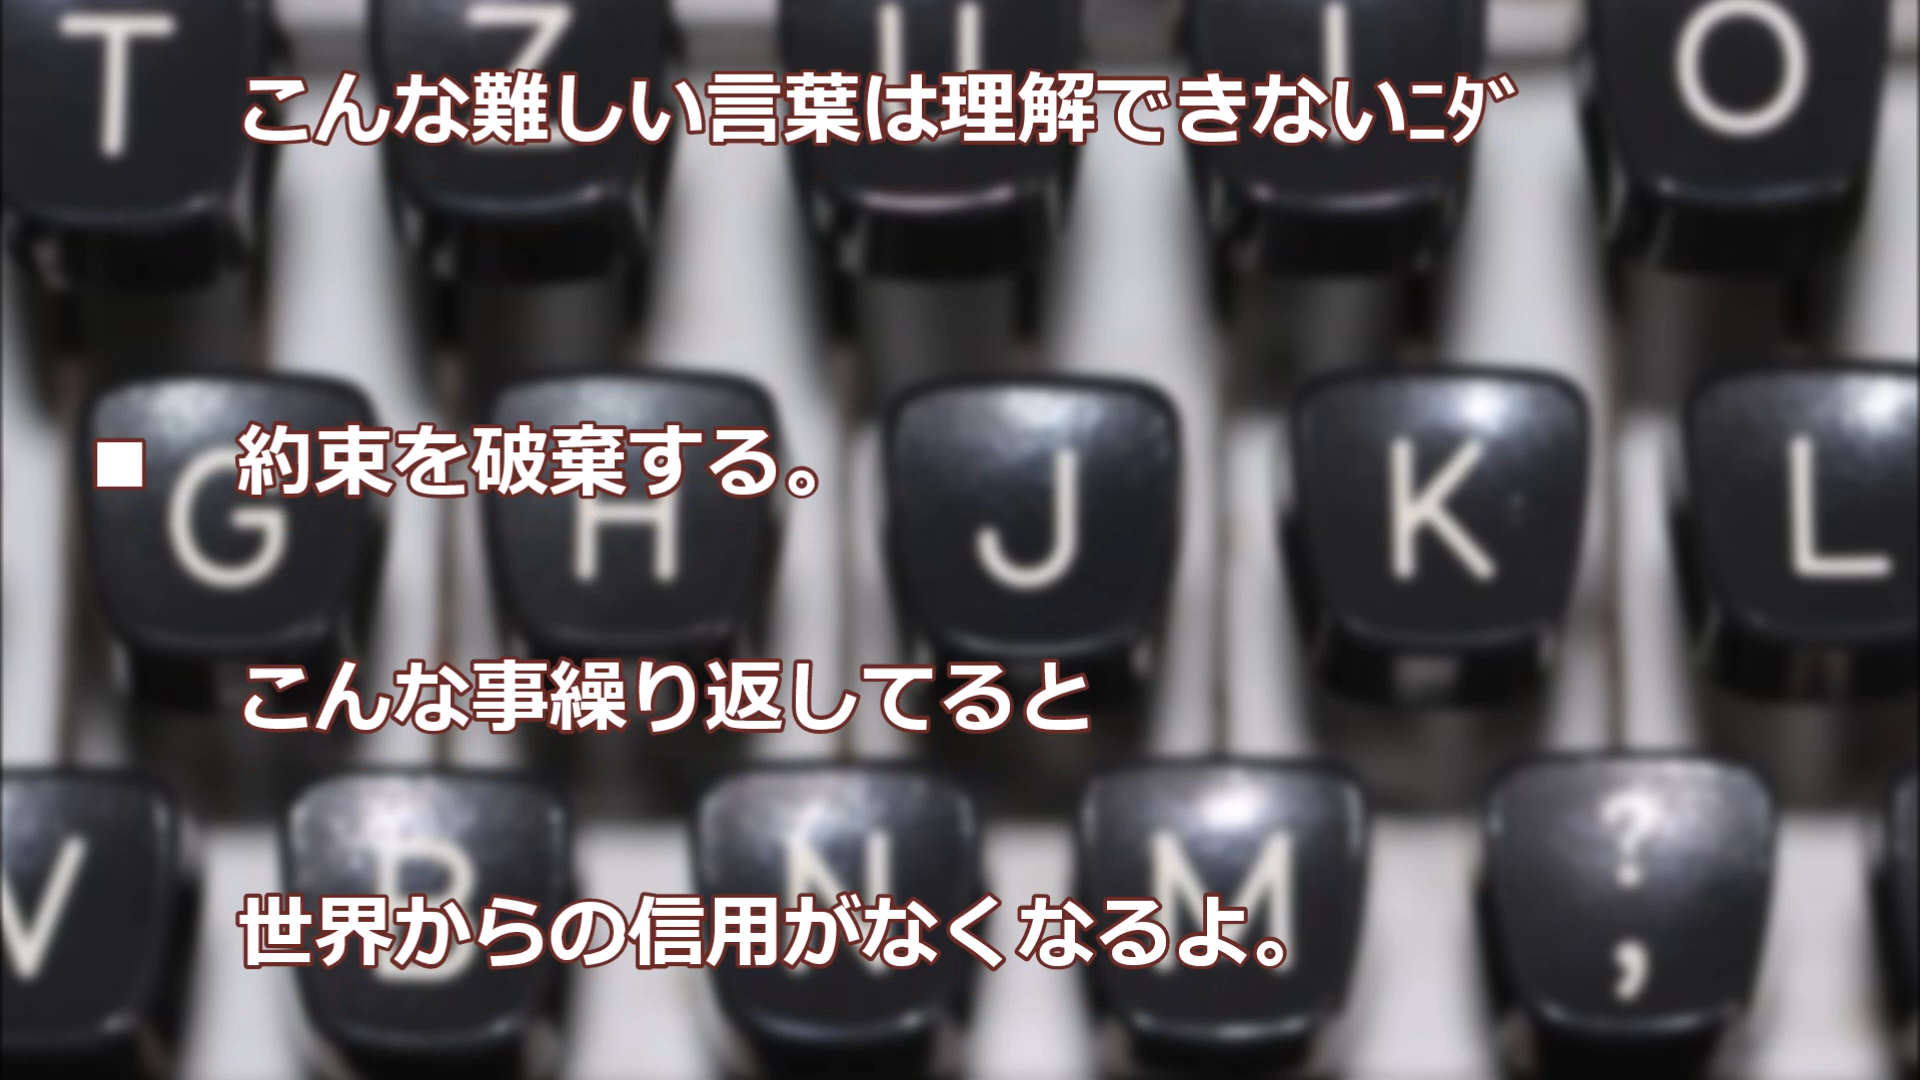 こんな難しい言葉は理解できないﾆﾀﾞ
■ 約束を破棄する。
こんな事繰り返してると
世界からの信用がなくなるよ。
T Z U I O
G H J K L
V B N M ? ,